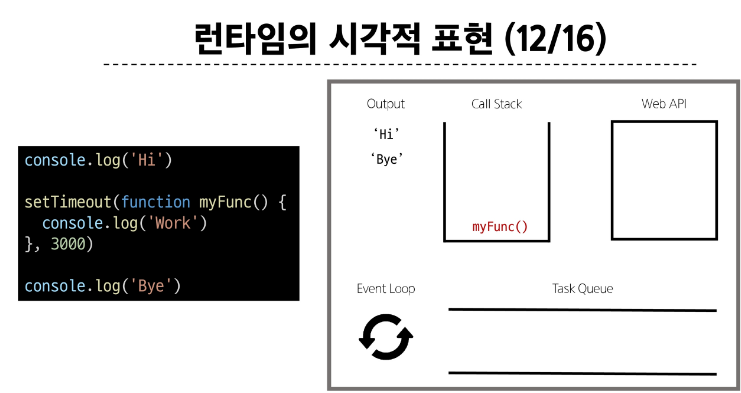 런타임의 시각적 표현 (12/16)
console.log('Hi')
setTimeout(function myFunc() {
  console.log('Work')
}, 3000)
console.log('Bye')
Output
Call Stack
Web API
‘Hi’
‘Bye’
myFunc()
Event Loop
Task Queue